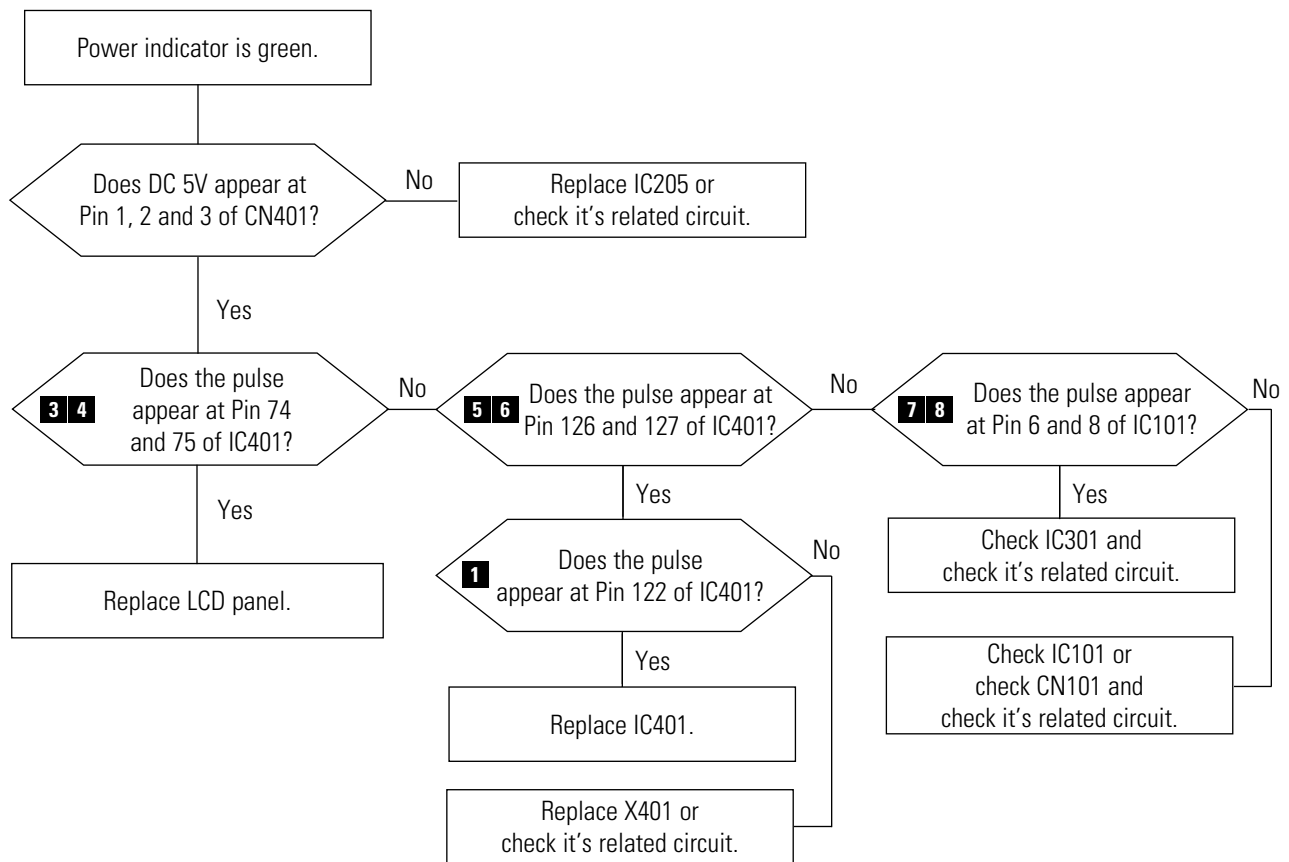 Power indicator is green.
Does DC 5V appear at
Pin 1, 2 and 3 of CN401?
No
Replace IC205 or
check it's related circuit.
Yes
3 4
Does the pulse
appear at Pin 74
and 75 of IC401?
No
5 6
Does the pulse appear at
Pin 126 and 127 of IC401?
No
7 8
Does the pulse appear
at Pin 6 and 8 of IC101?
No
Yes
Replace LCD panel.
Yes
1
Does the pulse
appear at Pin 122 of IC401?
No
Yes
Replace IC401.
Replace X401 or
check it's related circuit.
Yes
Check IC301 and
check it's related circuit.
Check IC101 or
check CN101 and
check it's related circuit.